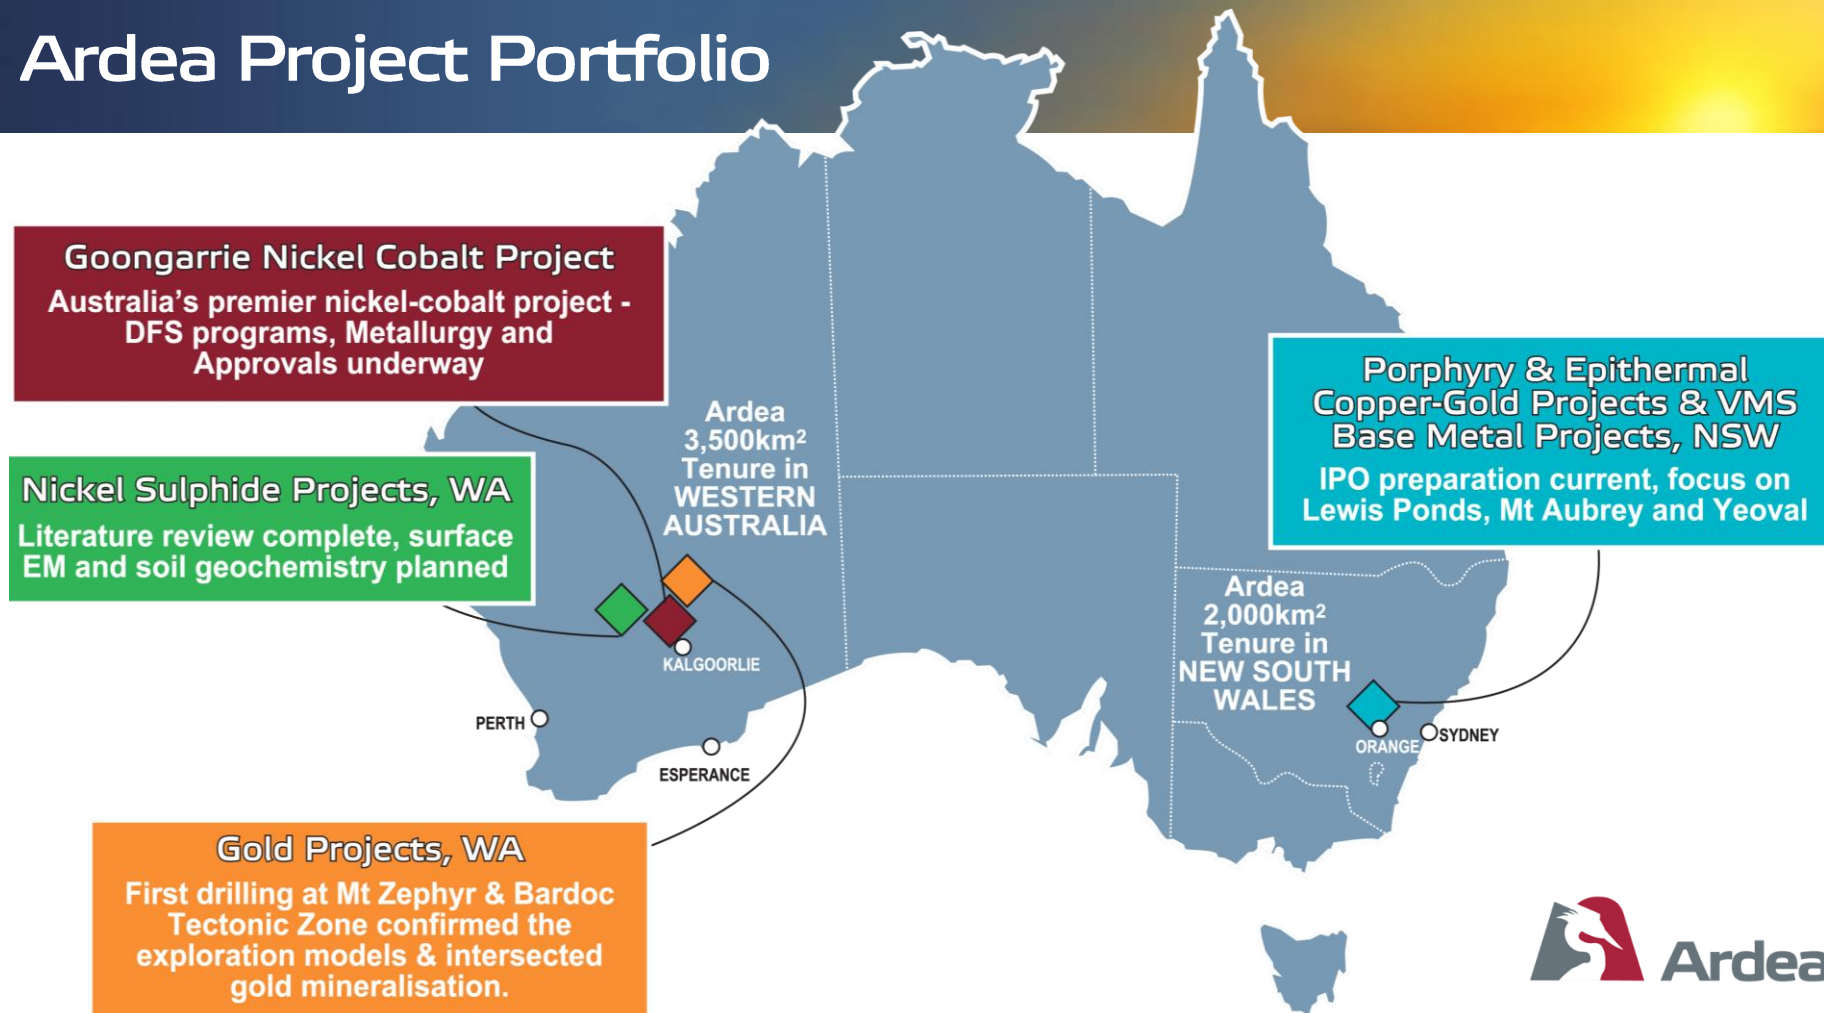 Ardea Project Portfolio
Goongarrie Nickel Cobalt Project
Australia's premier nickel-cobalt project -
DFS programs, Metallurgy and
Approvals underway
Nickel Sulphide Projects, WA
Literature review complete, surface
EM and soil geochemistry planned
Ardea
3,500km²
Tenure in
WESTERN
AUSTRALIA
KALGOORLIE
PERTH
ESPERANCE
Gold Projects, WA
First drilling at Mt Zephyr & Bardoc
Tectonic Zone confirmed the
exploration models & intersected
gold mineralisation.
Porphyry & Epithermal
Copper-Gold Projects & VMS
Base Metal Projects, NSW
IPO preparation current, focus on
Lewis Ponds, Mt Aubrey and Yeoval
Ardea
2,000km²
Tenure in
NEW SOUTH
WALES
ORANGE
SYDNEY
Ardea